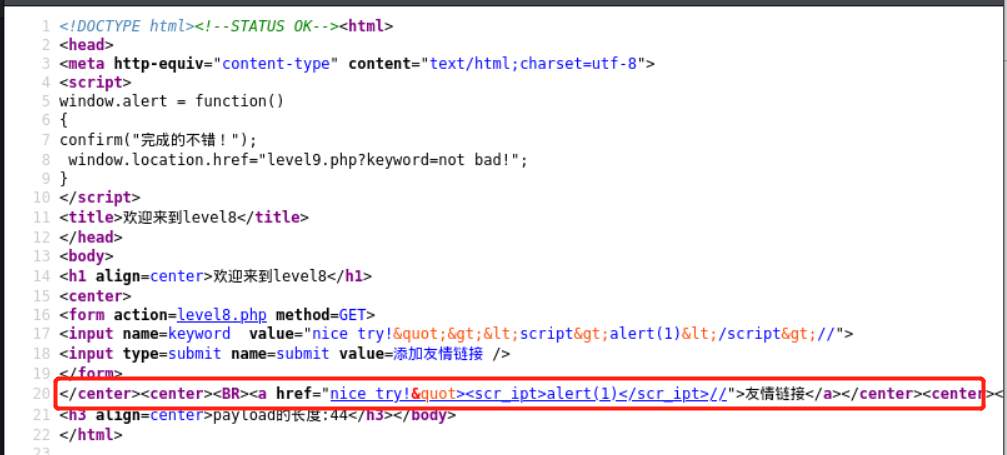 1 <!DOCTYPE html><!--STATUS OK--><html>
2 <head>
3 <meta http-equiv="content-type" content="text/html;charset=utf-8">
4 <script>
5 window.alert = function()
6 {
7 confirm("完成的不错！");
8  window.location.href="level9.php?keyword=not bad!";
9 }
10 </script>
11 <title>欢迎来到level8</title>
12 </head>
13 <body>
14 <h1 align=center>欢迎来到level8</h1>
15 <center>
16 <form action=level8.php method=GET>
17 <input name=keyword  value="nice try!&quot;&gt;&lt;script&gt;alert(1)&lt;/script&gt;//">
18 <input type=submit name=submit value=添加友情链接 />
19 </form>
20 </center><center><BR><a href="nice try!&quot><scr_ipt>alert(1)</scr_ipt>//">友情链接</a></center><center><
21 <h3 align=center>payload的长度:44</h3></body>
22 </html>
23